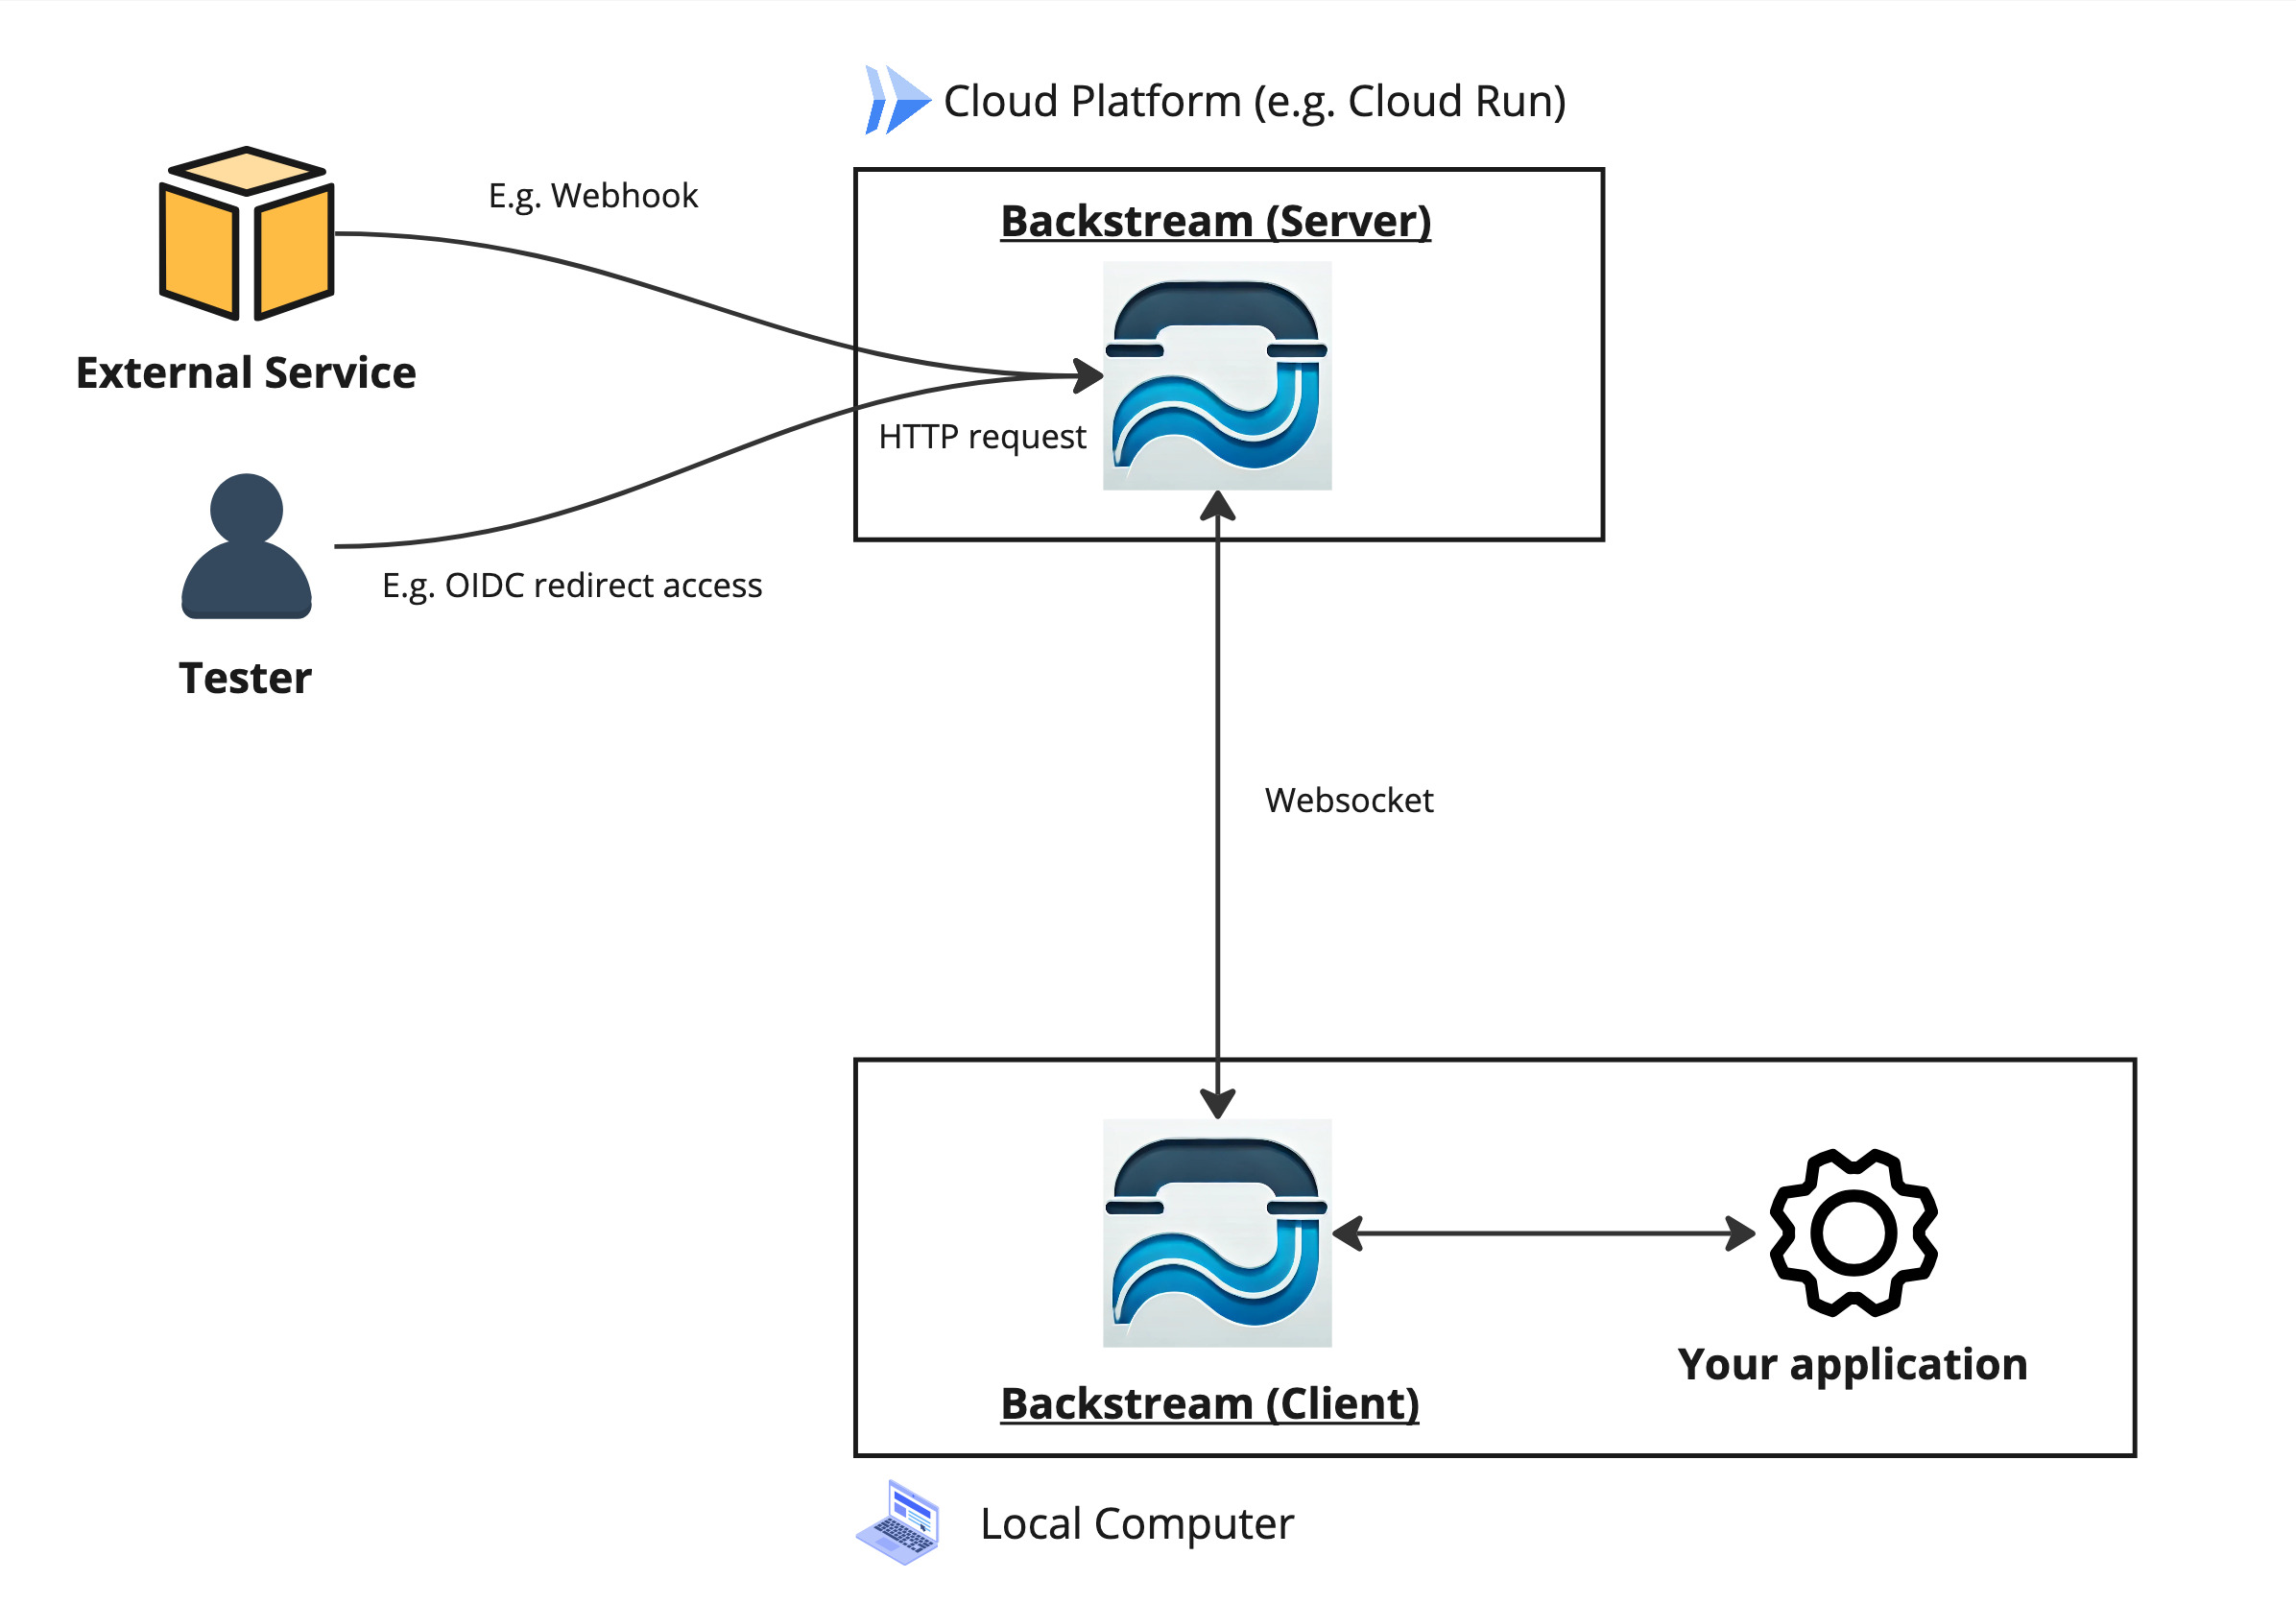 Cloud Platform (e.g. Cloud Run)
E.g. Webhook
Backstream (Server)
External Service
HTTP request
E.g. OIDC redirect access
Tester
Websocket
Your application
Backstream (Client)
Local Computer